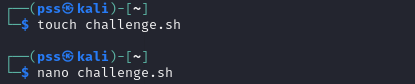 ┌──(pss㉿kali)-[~]
└─$ touch challenge.sh
┌──(pss㉿kali)-[~]
└─$ nano challenge.sh